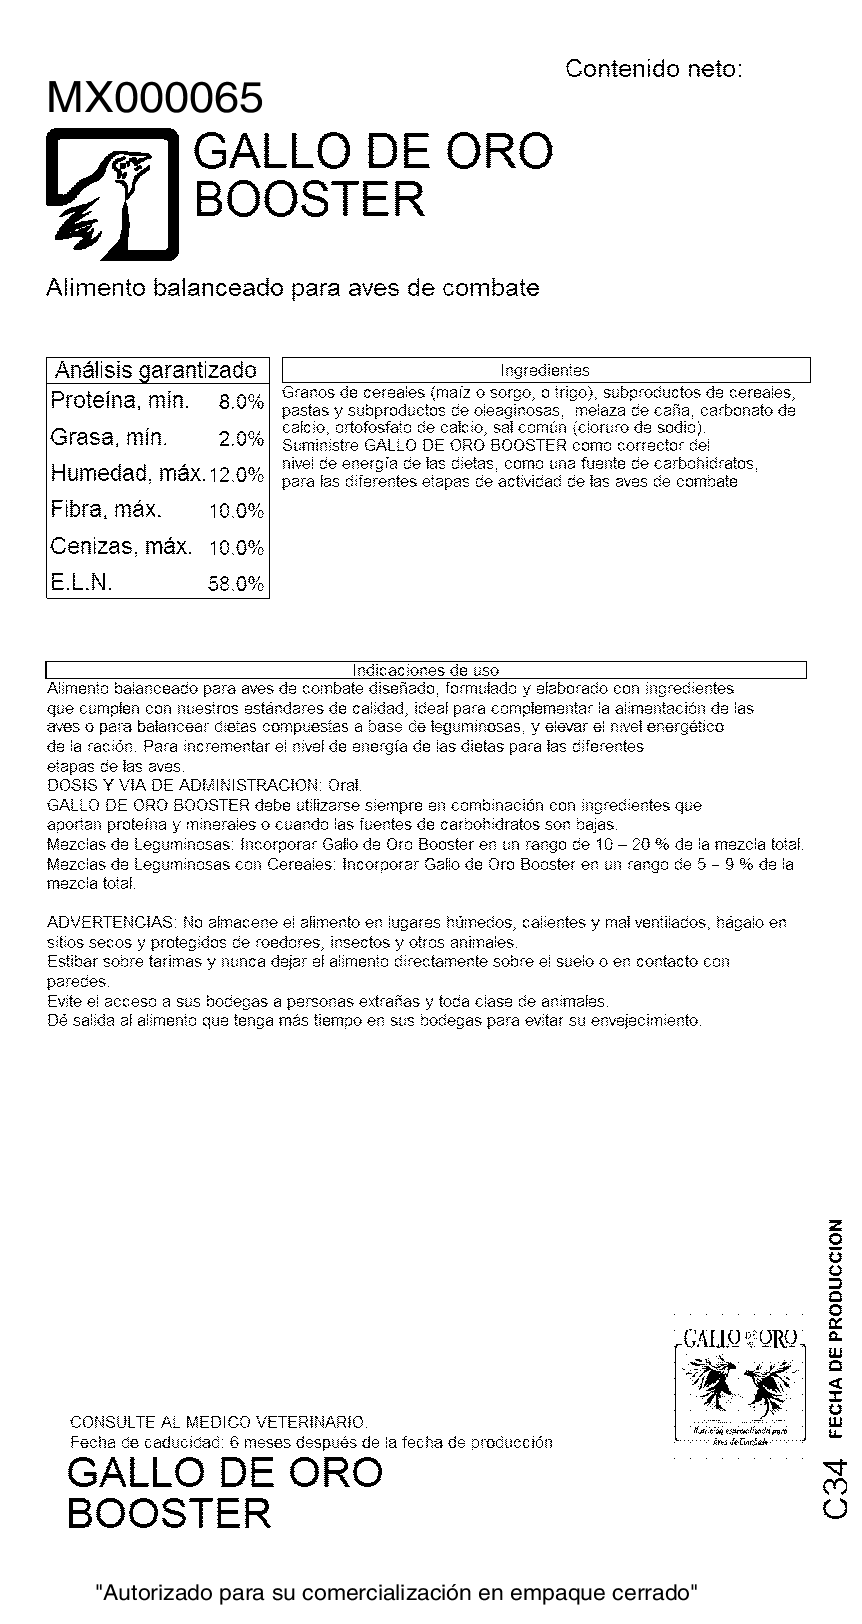 Contenido neto:
MX000065
GALLO DE ORO
BOOSTER
Alimento balanceado para aves de combate
Análisis garantizado
Proteína, mín. 8.0%
Grasa, mín. 2.0%
Humedad, máx. 12.0%
Fibra, máx. 10.0%
Cenizas, máx. 10.0%
E.L.N. 58.0%
Ingredientes
Granos de cereales (maíz o sorgo, o trigo), subproductos de cereales,
pastas y subproductos de oleaginosas, melaza de caña, carbonato de
calcio, ortofosfato de calcio, sal común (cloruro de sodio).
Suministre GALLO DE ORO BOOSTER como corrector del
nivel de energía de las dietas, como una fuente de carbohidratos,
para las diferentes etapas de actividad de las aves de combate
Indicaciones de uso
Alimento balanceado para aves de combate diseñado, formulado y elaborado con ingredientes
que cumplen con nuestros estándares de calidad, ideal para complementar la alimentación de las
aves o para balancear dietas compuestas a base de leguminosas, y elevar el nivel energético
de la ración. Para incrementar el nivel de energía de las dietas para las diferentes
etapas de las aves.
DOSIS Y VIA DE ADMINISTRACION: Oral.
GALLO DE ORO BOOSTER debe utilizarse siempre en combinación con ingredientes que
aportan proteína y minerales o cuando las fuentes de carbohidratos son bajas.
Mezclas de Leguminosas: Incorporar Gallo de Oro Booster en un rango de 10 – 20 % de la mezcla total.
Mezclas de Leguminosas con Cereales: Incorporar Gallo de Oro Booster en un rango de 5 – 9 % de la
mezcla total.
ADVERTENCIAS: No almacene el alimento en lugares húmedos, calientes y mal ventilados, hágalo en
sitios secos y protegidos de roedores, insectos y otros animales.
Estibar sobre tarimas y nunca dejar el alimento directamente sobre el suelo o en contacto con
paredes.
Evite el acceso a sus bodegas a personas extrañas y toda clase de animales.
Dé salida al alimento que tenga más tiempo en sus bodegas para evitar su envejecimiento.
FECHA DE PRODUCCION
C34
GALLO DE ORO
CONSULTE AL MEDICO VETERINARIO.
Fecha de caducidad: 6 meses después de la fecha de producción
GALLO DE ORO
BOOSTER
"Autorizado para su comercialización en empaque cerrado"